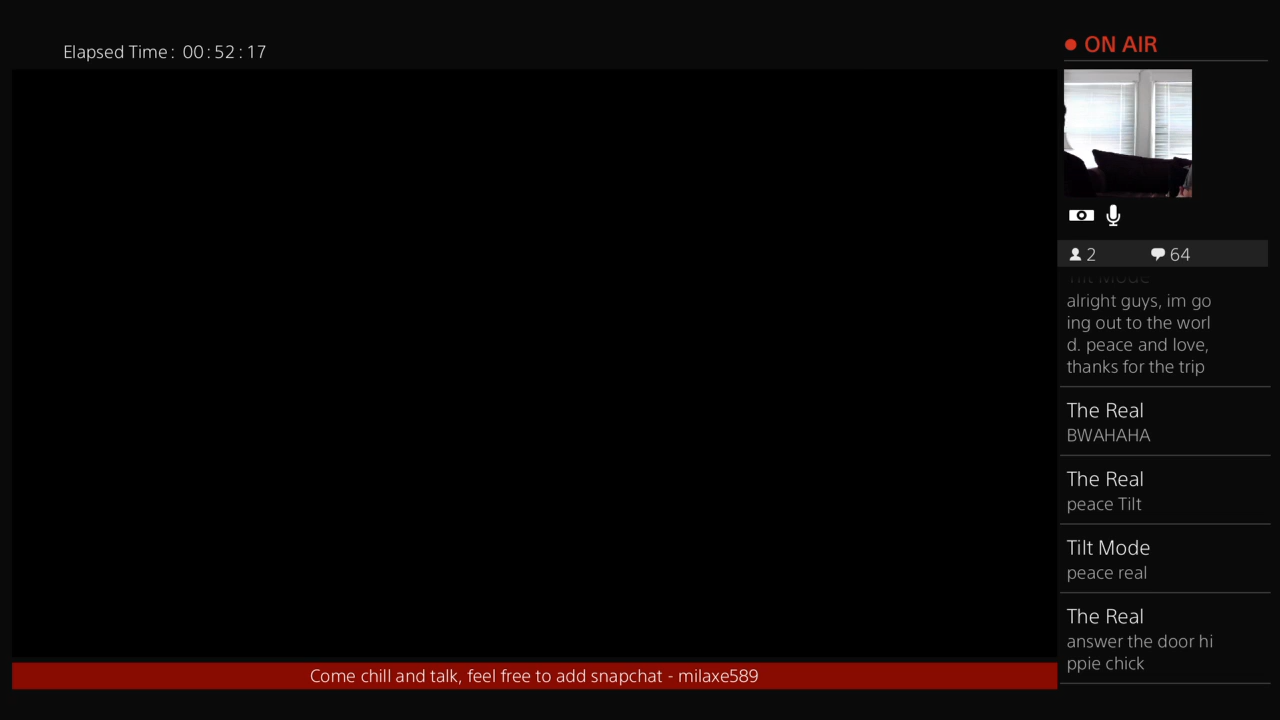 Elapsed Time: 00:52:17
ON AIR
2 64
Tilt Mode
alright guys, im go
ing out to the worl
d. peace and love,
thanks for the trip
The Real
BWAHAHA
The Real
peace Tilt
Tilt Mode
peace real
The Real
answer the door hi
ppie chick
Come chill and talk, feel free to add snapchat - milaxe589